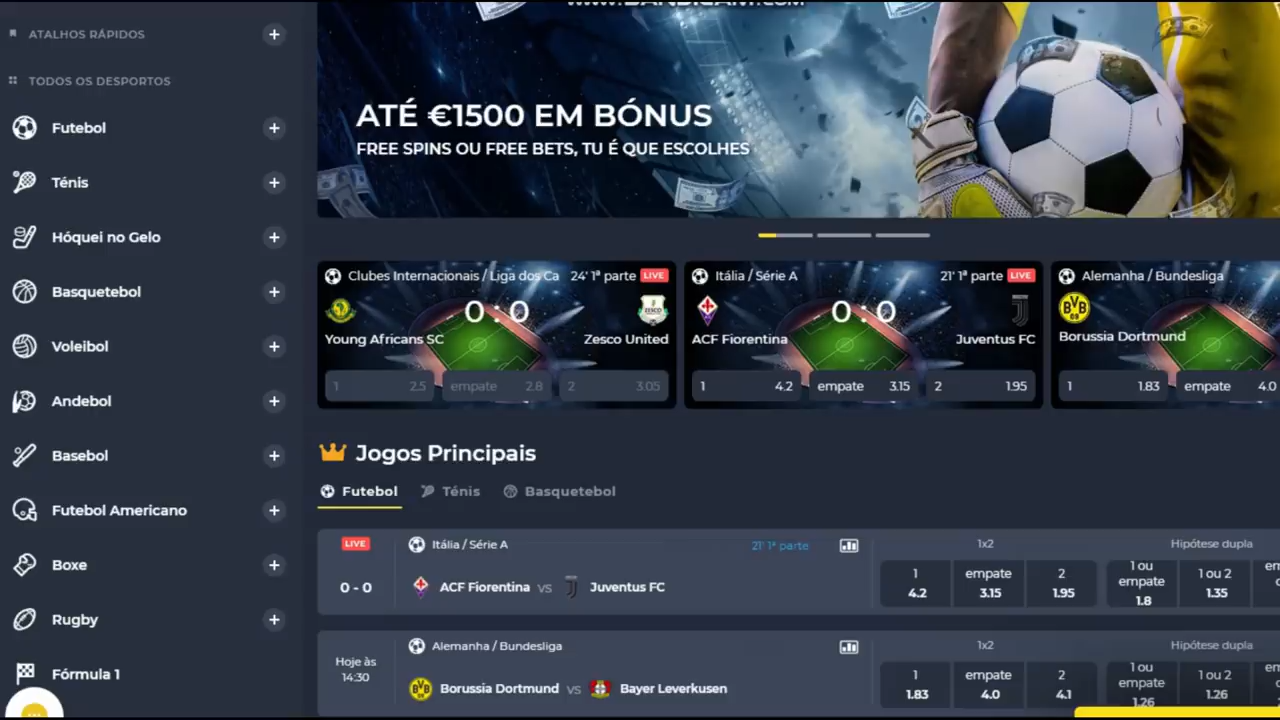 www.BANDICAM.com
ATALHOS RÁPIDOS
TODOS OS DESPORTOS
Futebol
Ténis
Hóquei no Gelo
Basquetebol
Voleibol
Andebol
Basebol
Futebol Americano
Boxe
Rugby
Fórmula 1
ATÉ €1500 EM BÓNUS
FREE SPINS OU FREE BETS, TU É QUE ESCOLHES
Clubes Internacionais / Liga dos Ca 24' 1ª parte LIVE
0 : 0
Young Africans SC Zesco United
1 2.5 empate 2.8 2 3.05
Itália / Série A 21' 1ª parte LIVE
0 : 0
ACF Fiorentina Juventus FC
1 4.2 empate 3.15 2 1.95
Alemanha / Bundesliga
Borussia Dortmund
1 1.83 empate 4.0
Jogos Principais
Futebol Ténis Basquetebol
LIVE Itália / Série A 21' 1ª parte 1x2 Hipótese dupla
0 - 0 ACF Fiorentina VS Juventus FC
1 empate 2 1 ou empate 1 ou 2
4.2 3.15 1.95 1.8 1.35
Alemanha / Bundesliga 1x2 Hipótese dupla
Hoje às 14:30 Borussia Dortmund VS Bayer Leverkusen
1 empate 2 1 ou empate 1 ou 2
1.83 4.0 4.1 1.26 1.26